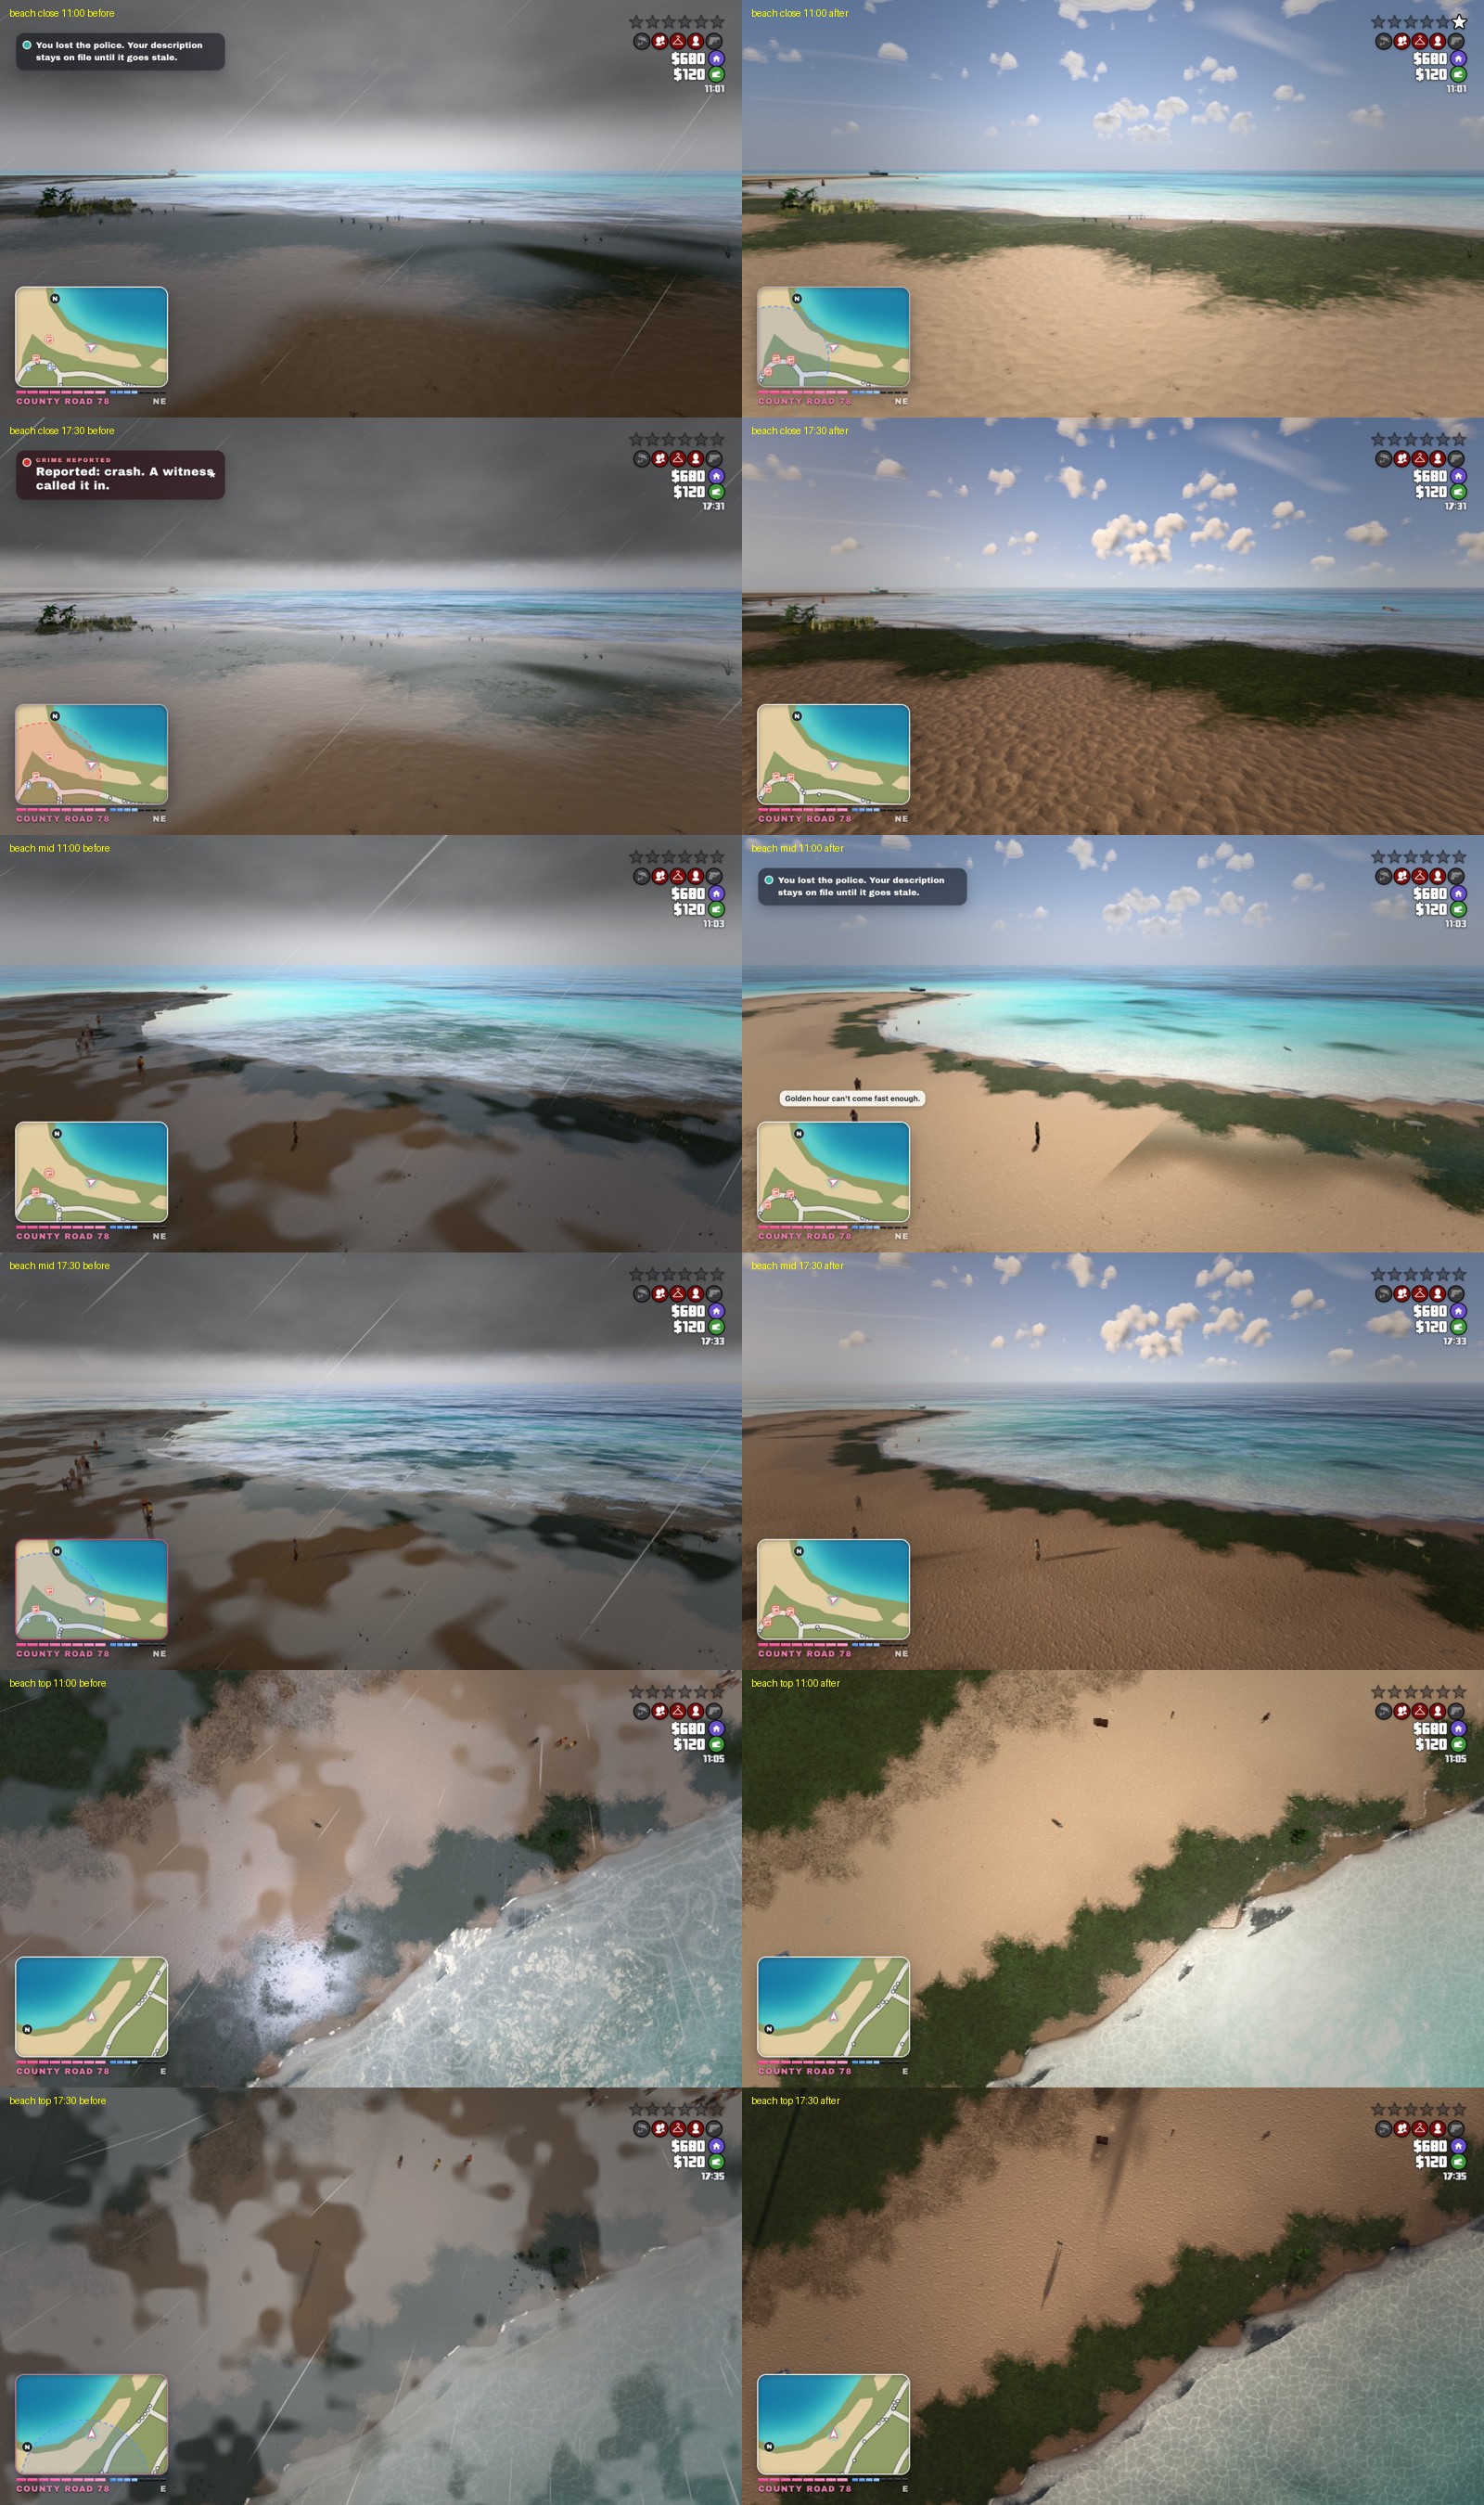 beach close 11:00 before
You lost the police. Your description
stays on file until it goes stale.
$680
$120
11:01
N
COUNTY ROAD 78
NE
beach close 11:00 after
$680
$120
11:01
N
COUNTY ROAD 78
NE
beach close 17:30 before
CRIME REPORTED
Reported: crash. A witness
called it in.
$680
$120
17:31
N
COUNTY ROAD 78
NE
beach close 17:30 after
$680
$120
17:31
N
COUNTY ROAD 78
NE
beach mid 11:00 before
$680
$120
11:03
N
COUNTY ROAD 78
NE
beach mid 11:00 after
You lost the police. Your description
stays on file until it goes stale.
$680
$120
11:03
Golden hour can't come fast enough.
N
COUNTY ROAD 78
NE
beach mid 17:30 before
$680
$120
17:33
N
COUNTY ROAD 78
NE
beach mid 17:30 after
$680
$120
17:33
N
COUNTY ROAD 78
NE
beach top 11:00 before
$680
$120
11:05
N
COUNTY ROAD 78
E
beach top 11:00 after
$680
$120
11:05
N
COUNTY ROAD 78
E
beach top 17:30 before
$680
$120
17:35
N
COUNTY ROAD 78
E
beach top 17:30 after
$680
$120
17:35
N
COUNTY ROAD 78
E